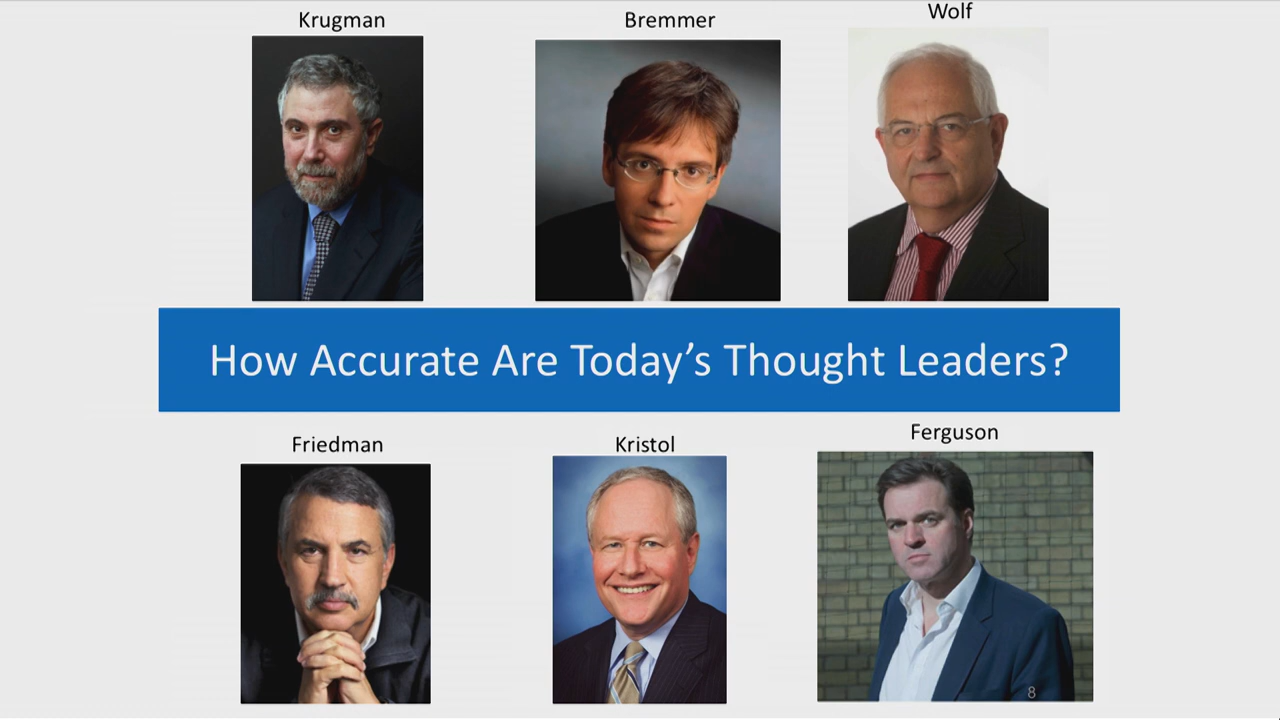 Krugman
Bremmer
Wolf
How Accurate Are Today’s Thought Leaders?
Friedman
Kristol
Ferguson
8